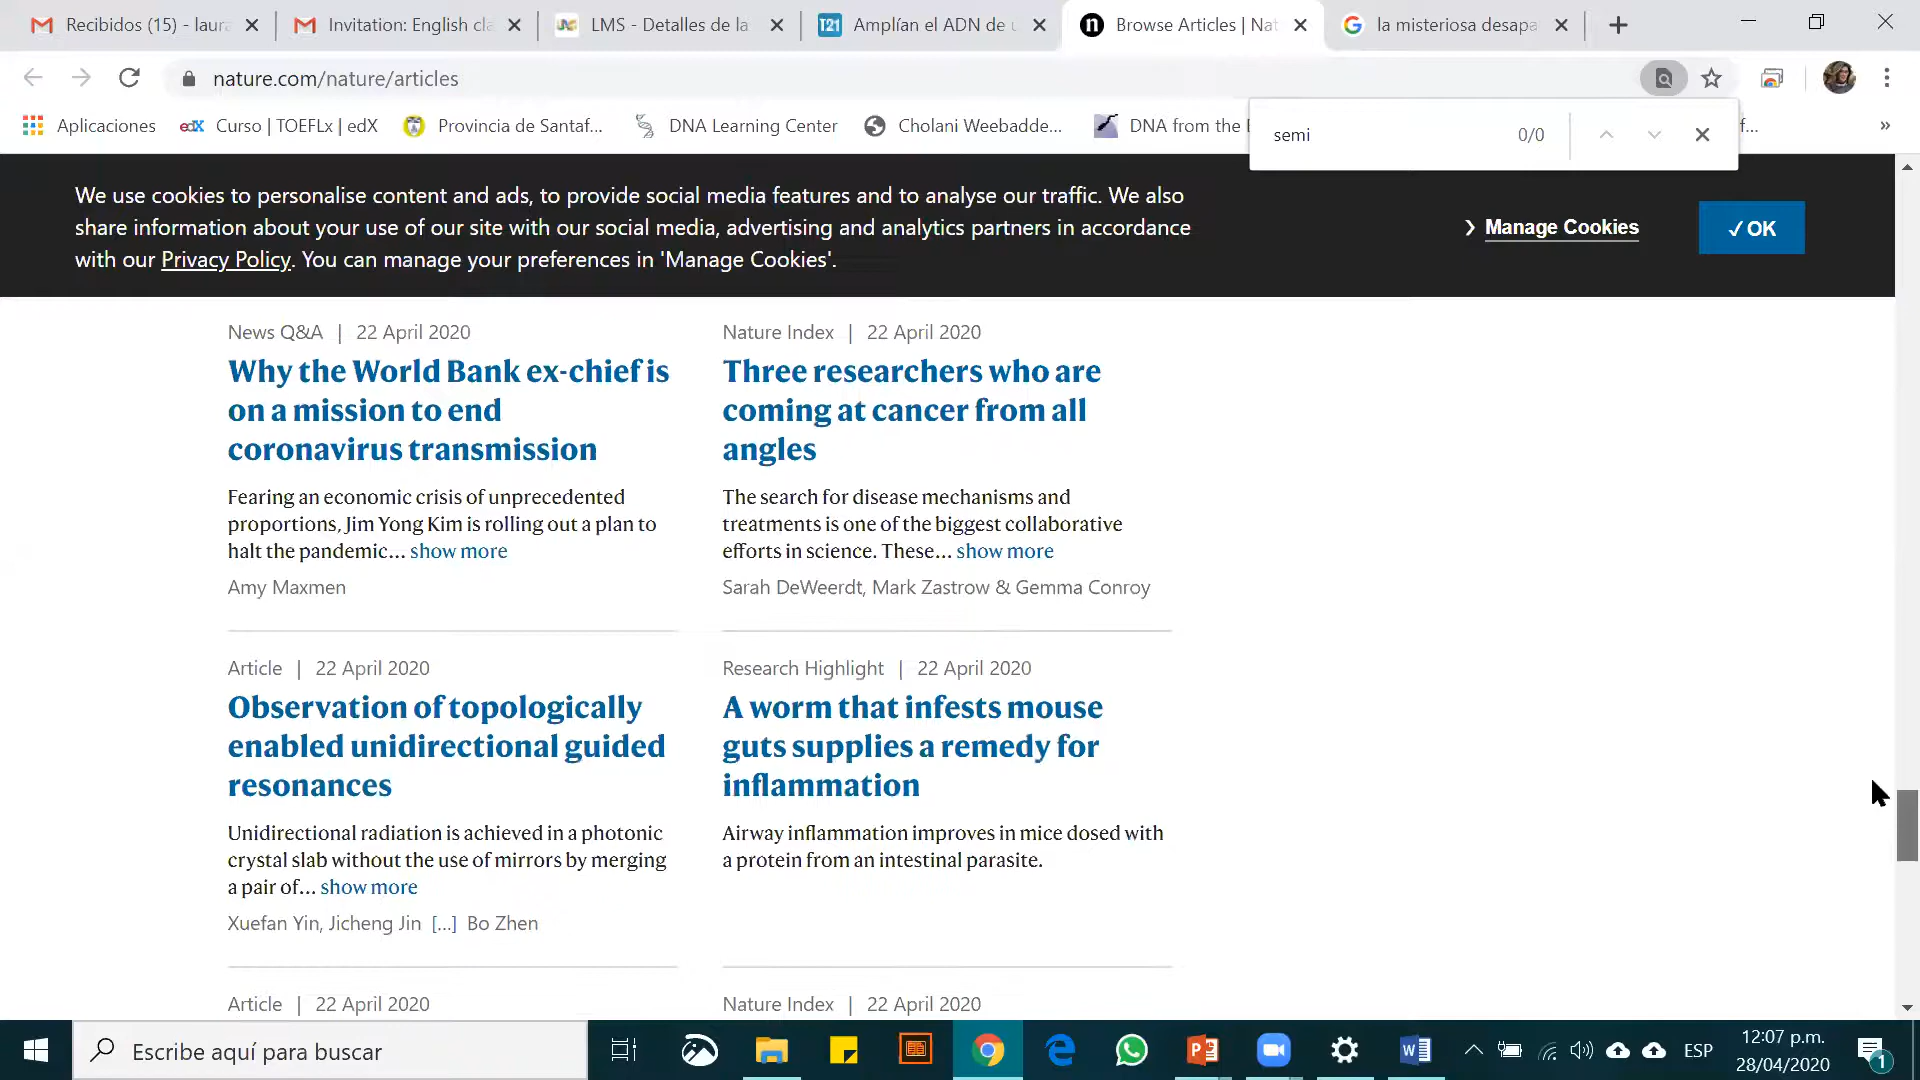 Recibidos (15) - laura
Invitation: English cla
LMS - Detalles de la
T21 Amplían el ADN de u
n Browse Articles | Nat
la misteriosa desapa
nature.com/nature/articles
Aplicaciones
edX Curso | TOEFLx | edX
Provincia de Santaf...
DNA Learning Center
Cholani Weebadde...
DNA from the
f...
»
semi 0/0
We use cookies to personalise content and ads, to provide social media features and to analyse our traffic. We also
share information about your use of our site with our social media, advertising and analytics partners in accordance
with our Privacy Policy. You can manage your preferences in 'Manage Cookies'.
Manage Cookies
✓OK
News Q&A | 22 April 2020
Why the World Bank ex-chief is
on a mission to end
coronavirus transmission
Fearing an economic crisis of unprecedented
proportions, Jim Yong Kim is rolling out a plan to
halt the pandemic... show more
Amy Maxmen
Nature Index | 22 April 2020
Three researchers who are
coming at cancer from all
angles
The search for disease mechanisms and
treatments is one of the biggest collaborative
efforts in science. These... show more
Sarah DeWeerdt, Mark Zastrow & Gemma Conroy
Article | 22 April 2020
Observation of topologically
enabled unidirectional guided
resonances
Unidirectional radiation is achieved in a photonic
crystal slab without the use of mirrors by merging
a pair of... show more
Xuefan Yin, Jicheng Jin [...] Bo Zhen
Research Highlight | 22 April 2020
A worm that infests mouse
guts supplies a remedy for
inflammation
Airway inflammation improves in mice dosed with
a protein from an intestinal parasite.
Article | 22 April 2020
Nature Index | 22 April 2020
Escribe aquí para buscar
ESP
12:07 p.m.
28/04/2020
1